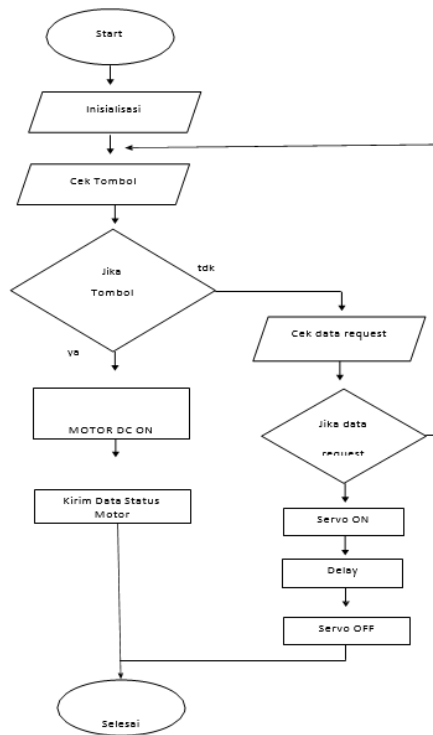 Start
Inisialisasi
Cek Tombol
Jika
Tombol
tdk
ya
Cek data request
MOTOR DC ON
Jika data
request
Kirim Data Status
Motor
Servo ON
Delay
Servo OFF
Selesai